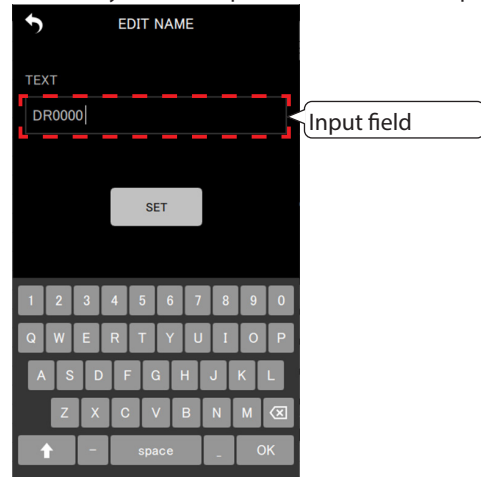 EDIT NAME
TEXT
DR0000
Input field
SET
1 2 3 4 5 6 7 8 9 0
Q W E R T Y U I O P
A S D F G H J K L
Z X C V B N M
– space _ OK